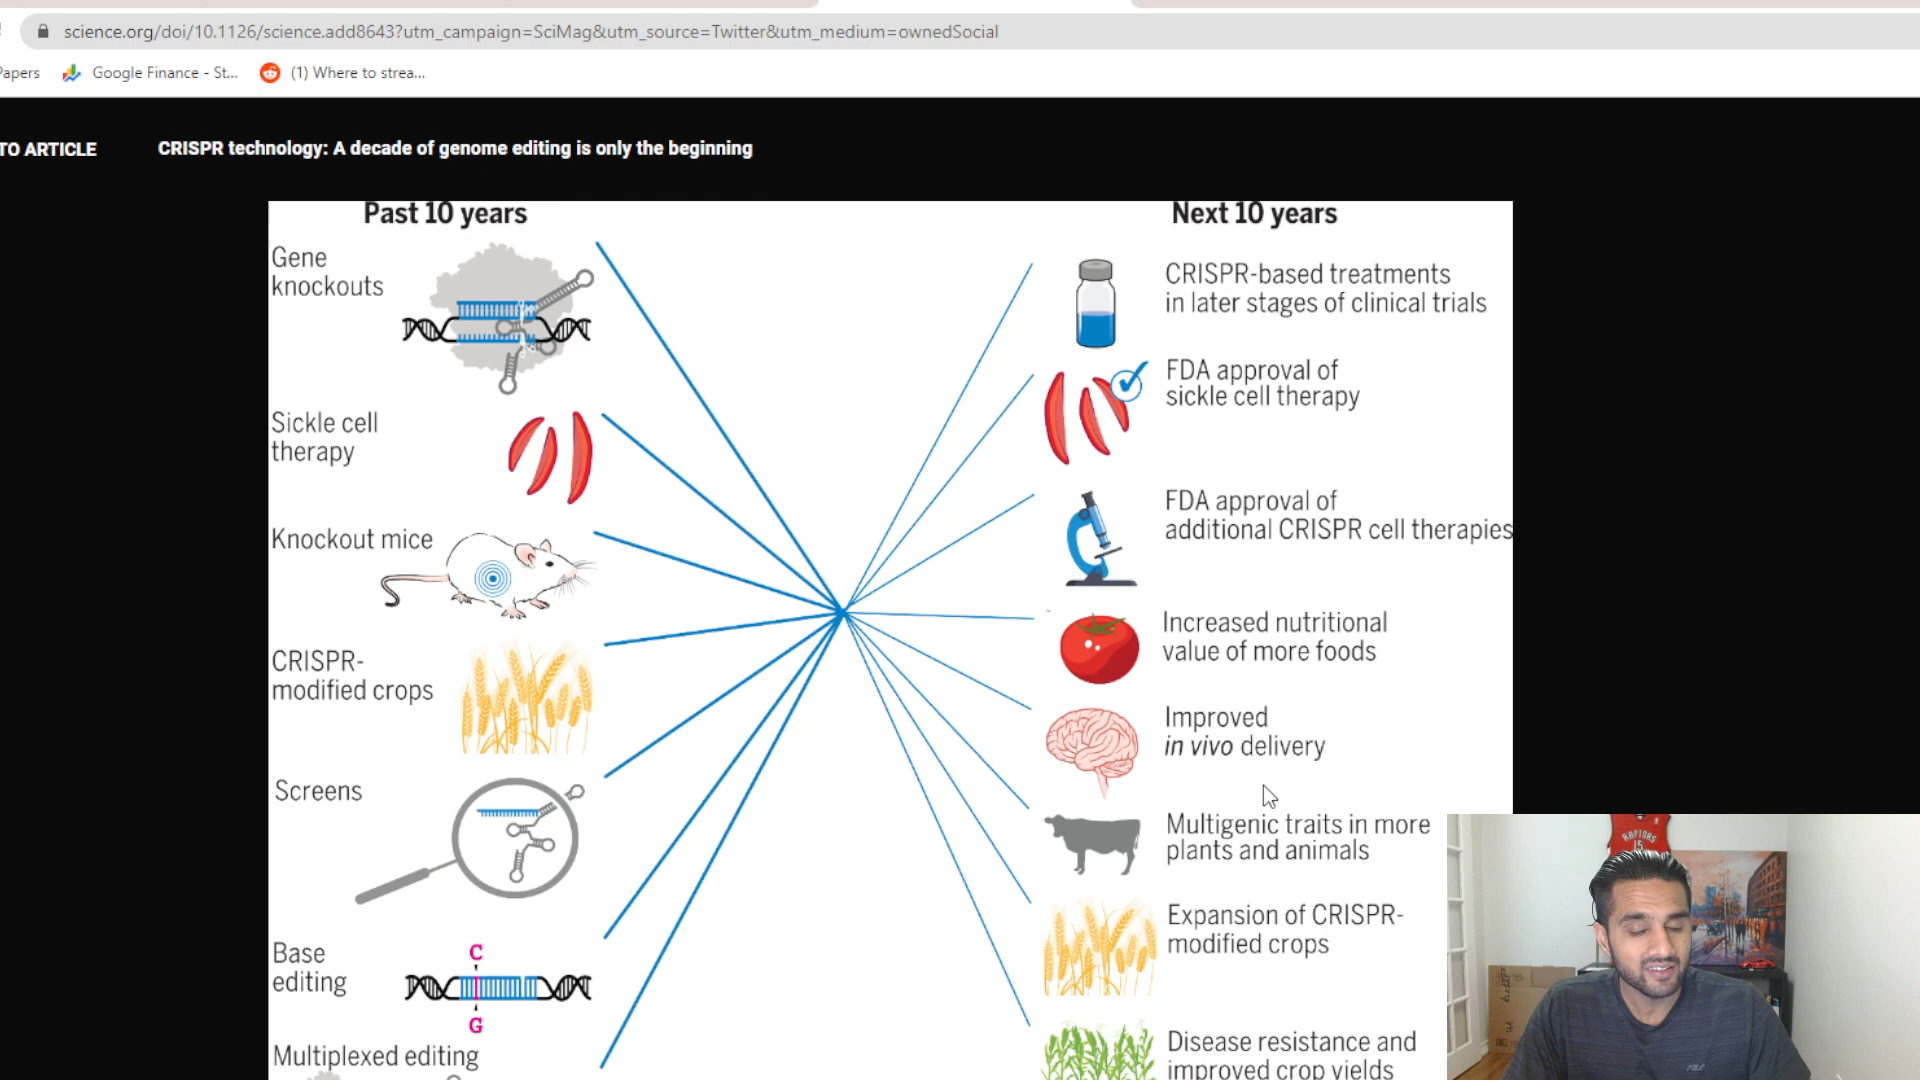 science.org/doi/10.1126/science.add8643?utm_campaign=SciMag&utm_source=Twitter&utm_medium=ownedSocial
Papers
Google Finance - St...
(1) Where to strea...
TO ARTICLE
CRISPR technology: A decade of genome editing is only the beginning
Past 10 years
Gene
knockouts
Sickle cell
therapy
Knockout mice
CRISPR-
modified crops
Screens
Base
editing
C
G
Multiplexed editing
Next 10 years
CRISPR-based treatments
in later stages of clinical trials
FDA approval of
sickle cell therapy
FDA approval of
additional CRISPR cell therapies
Increased nutritional
value of more foods
Improved
in vivo delivery
Multigenic traits in more
plants and animals
Expansion of CRISPR-
modified crops
Disease resistance and
improved crop yields
RAPTORS
15